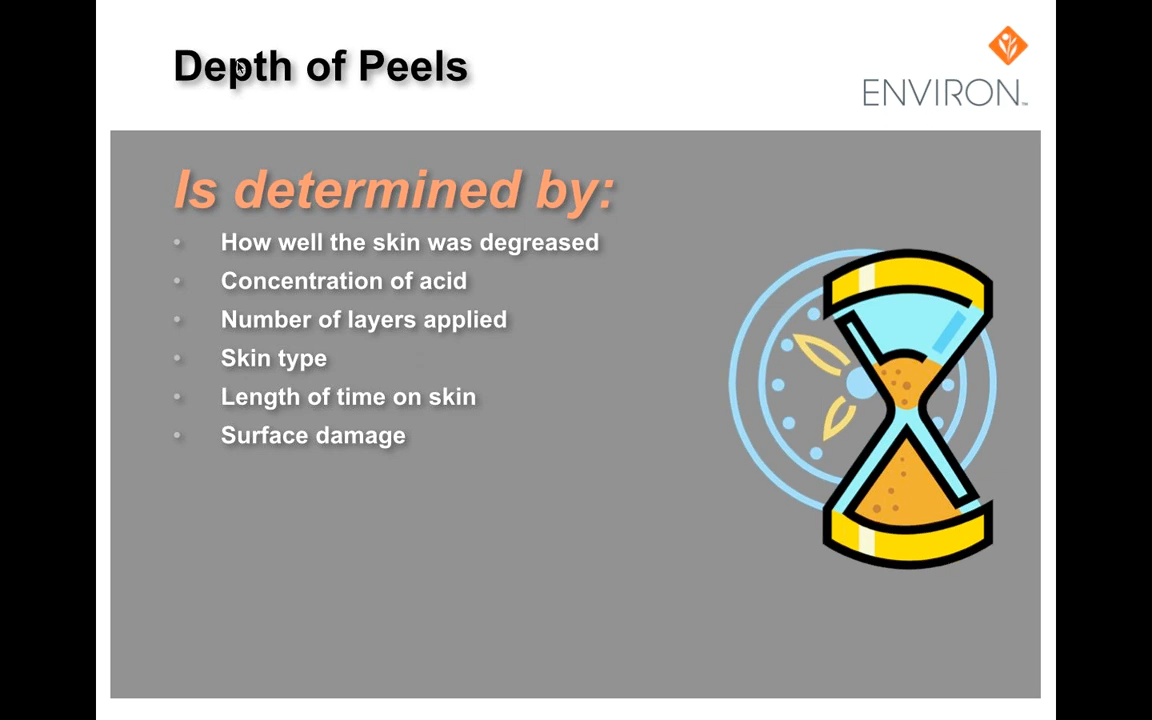 Depth of Peels
ENVIRON™
Is determined by:
• How well the skin was degreased
• Concentration of acid
• Number of layers applied
• Skin type
• Length of time on skin
• Surface damage